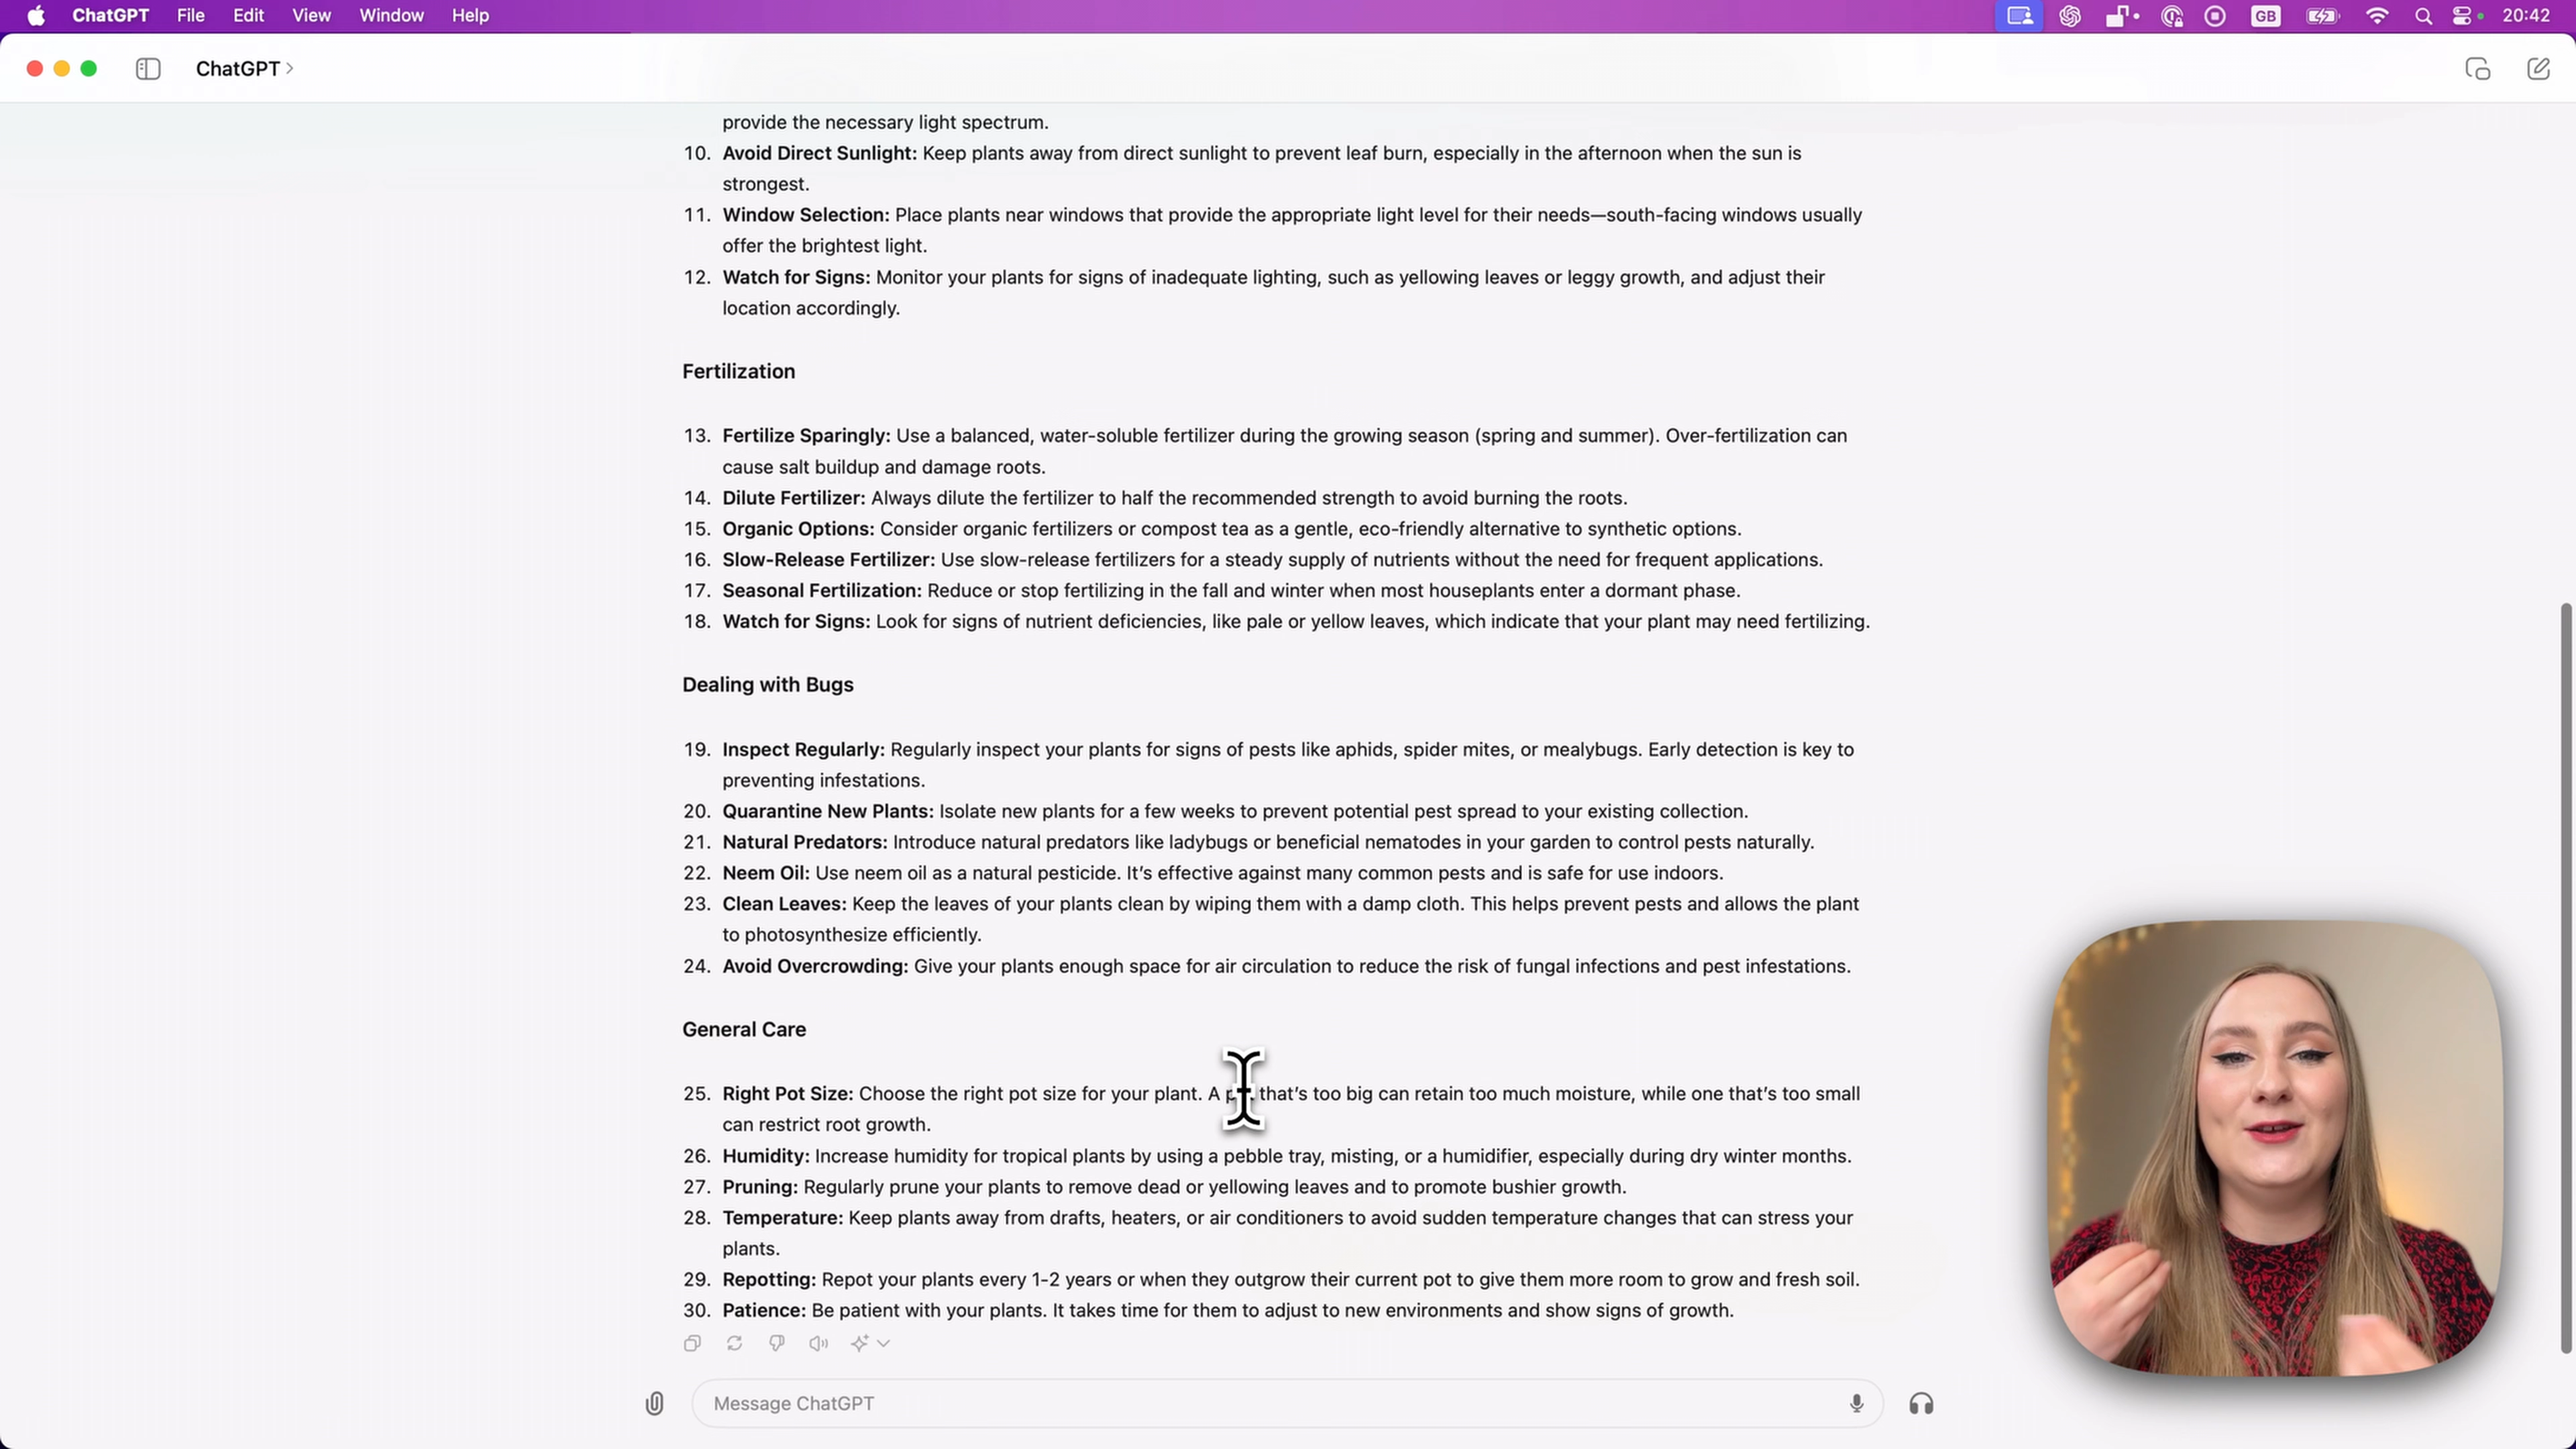 ChatGPT File Edit View Window Help GB 20:42
ChatGPT
provide the necessary light spectrum.
10. Avoid Direct Sunlight: Keep plants away from direct sunlight to prevent leaf burn, especially in the afternoon when the sun is
strongest.
11. Window Selection: Place plants near windows that provide the appropriate light level for their needs—south-facing windows usually
offer the brightest light.
12. Watch for Signs: Monitor your plants for signs of inadequate lighting, such as yellowing leaves or leggy growth, and adjust their
location accordingly.
Fertilization
13. Fertilize Sparingly: Use a balanced, water-soluble fertilizer during the growing season (spring and summer). Over-fertilization can
cause salt buildup and damage roots.
14. Dilute Fertilizer: Always dilute the fertilizer to half the recommended strength to avoid burning the roots.
15. Organic Options: Consider organic fertilizers or compost tea as a gentle, eco-friendly alternative to synthetic options.
16. Slow-Release Fertilizer: Use slow-release fertilizers for a steady supply of nutrients without the need for frequent applications.
17. Seasonal Fertilization: Reduce or stop fertilizing in the fall and winter when most houseplants enter a dormant phase.
18. Watch for Signs: Look for signs of nutrient deficiencies, like pale or yellow leaves, which indicate that your plant may need fertilizing.
Dealing with Bugs
19. Inspect Regularly: Regularly inspect your plants for signs of pests like aphids, spider mites, or mealybugs. Early detection is key to
preventing infestations.
20. Quarantine New Plants: Isolate new plants for a few weeks to prevent potential pest spread to your existing collection.
21. Natural Predators: Introduce natural predators like ladybugs or beneficial nematodes in your garden to control pests naturally.
22. Neem Oil: Use neem oil as a natural pesticide. It’s effective against many common pests and is safe for use indoors.
23. Clean Leaves: Keep the leaves of your plants clean by wiping them with a damp cloth. This helps prevent pests and allows the plant
to photosynthesize efficiently.
24. Avoid Overcrowding: Give your plants enough space for air circulation to reduce the risk of fungal infections and pest infestations.
General Care
25. Right Pot Size: Choose the right pot size for your plant. A that’s too big can retain too much moisture, while one that’s too small
can restrict root growth.
26. Humidity: Increase humidity for tropical plants by using a pebble tray, misting, or a humidifier, especially during dry winter months.
27. Pruning: Regularly prune your plants to remove dead or yellowing leaves and to promote bushier growth.
28. Temperature: Keep plants away from drafts, heaters, or air conditioners to avoid sudden temperature changes that can stress your
plants.
29. Repotting: Repot your plants every 1-2 years or when they outgrow their current pot to give them more room to grow and fresh soil.
30. Patience: Be patient with your plants. It takes time for them to adjust to new environments and show signs of growth.
Message ChatGPT